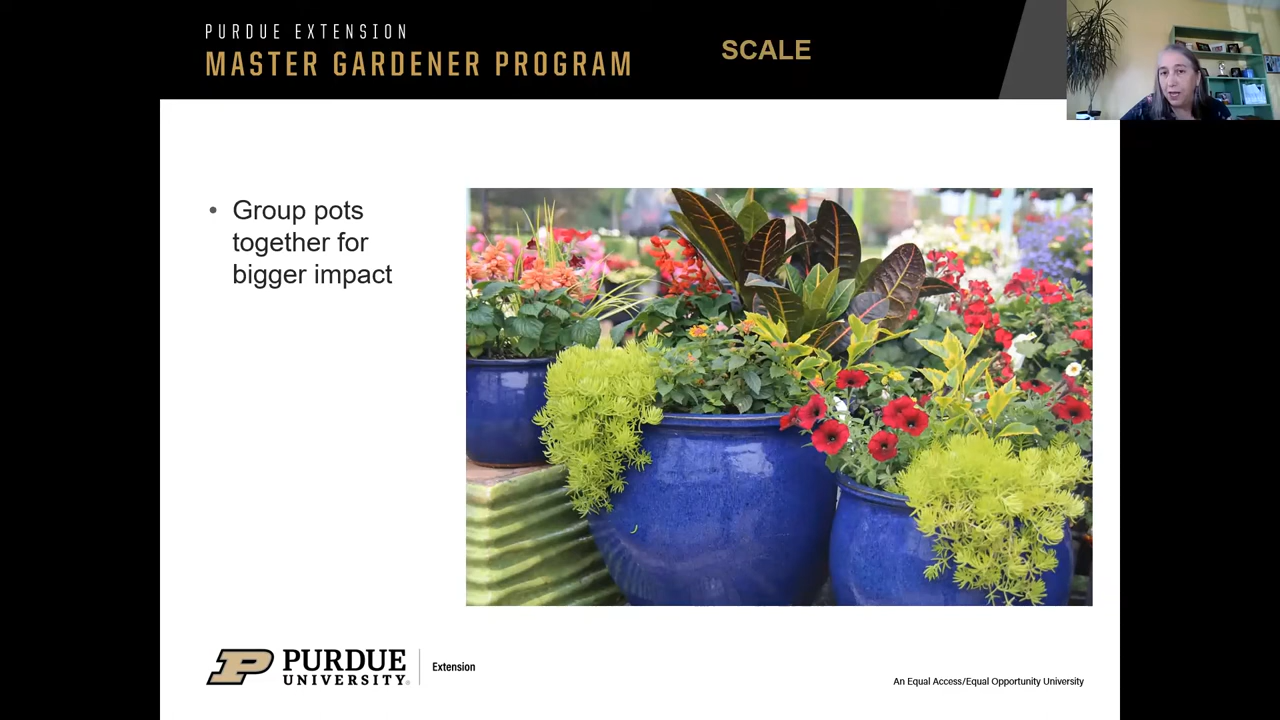 PURDUE EXTENSION
MASTER GARDENER PROGRAM
SCALE
• Group pots
together for
bigger impact
P PURDUE
UNIVERSITY®
Extension
An Equal Access/Equal Opportunity University